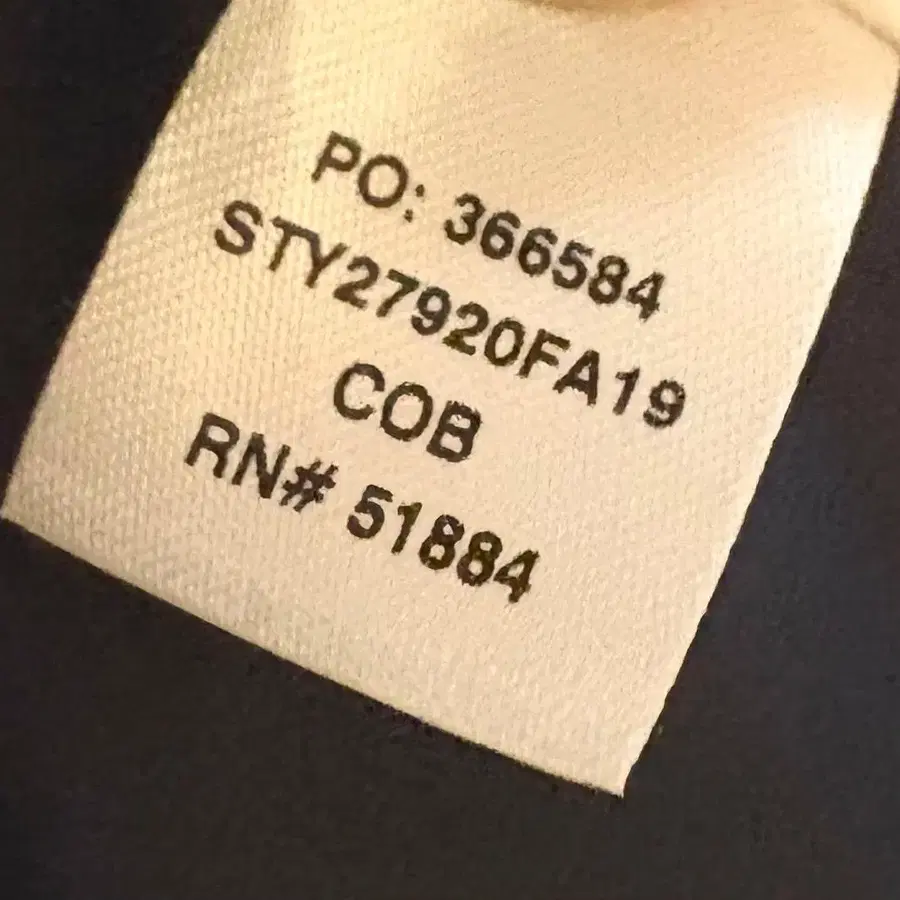 PO: 366584
STY27920FA19
COB
RN# 51884